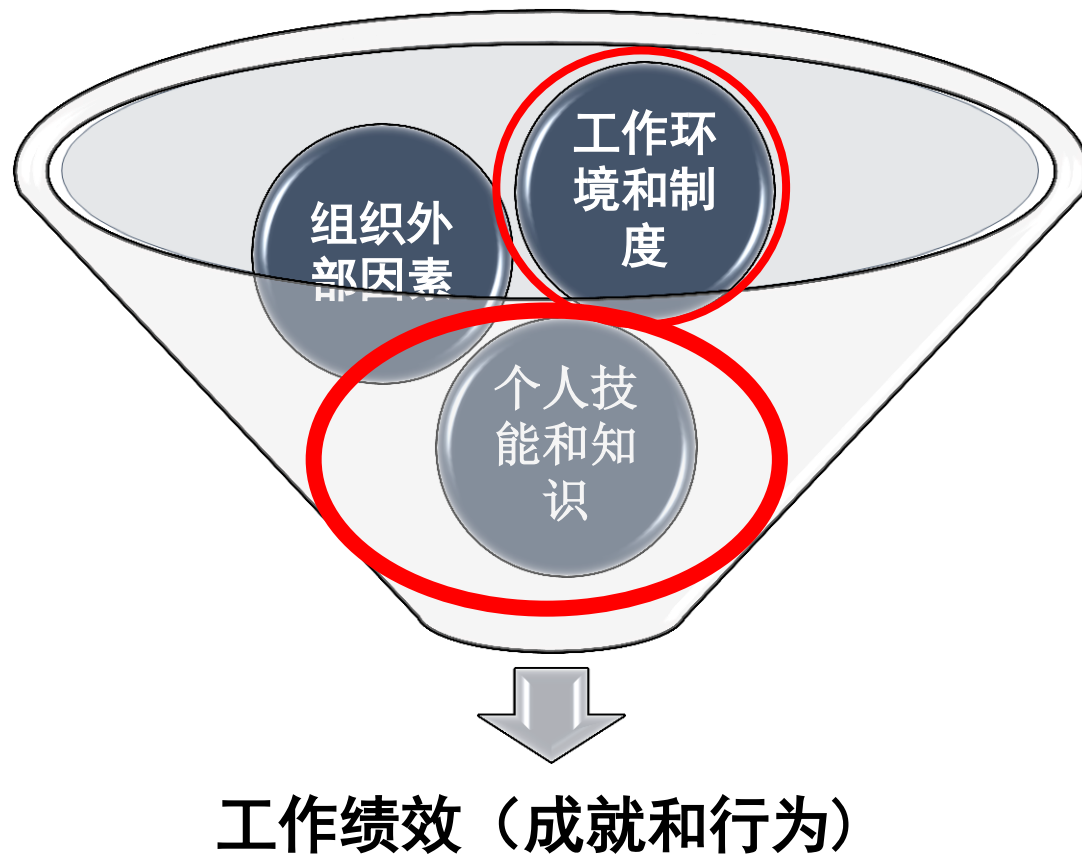 工作环
境和制
度
组织外
部因素
个人技
能和知
识
工作绩效（成就和行为)